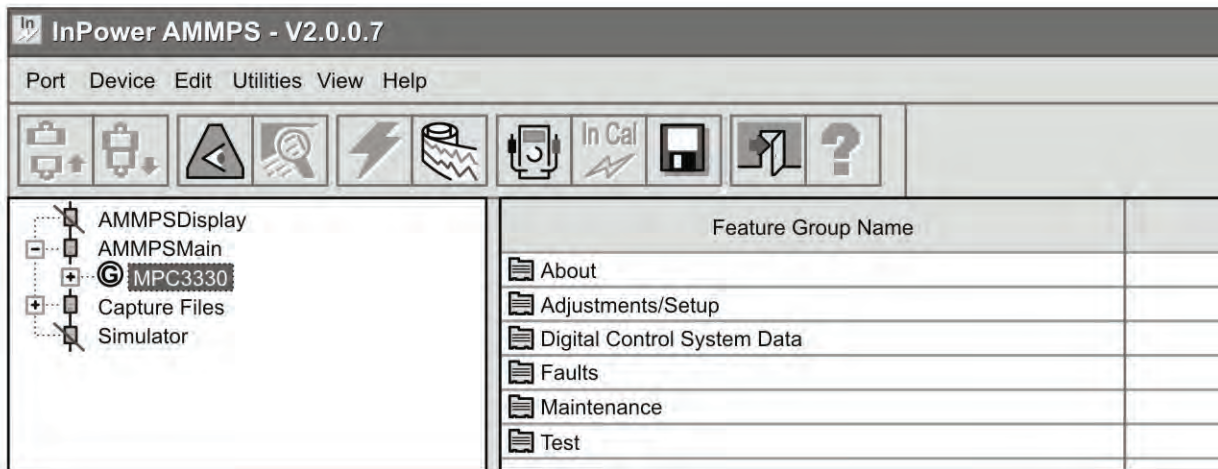 In InPower AMMPS - V2.0.0.7
Port Device Edit Utilities View Help
In Cal ?
AMMPSDisplay
AMMPSMain
G MPC3330
Capture Files
Simulator
Feature Group Name
About
Adjustments/Setup
Digital Control System Data
Faults
Maintenance
Test